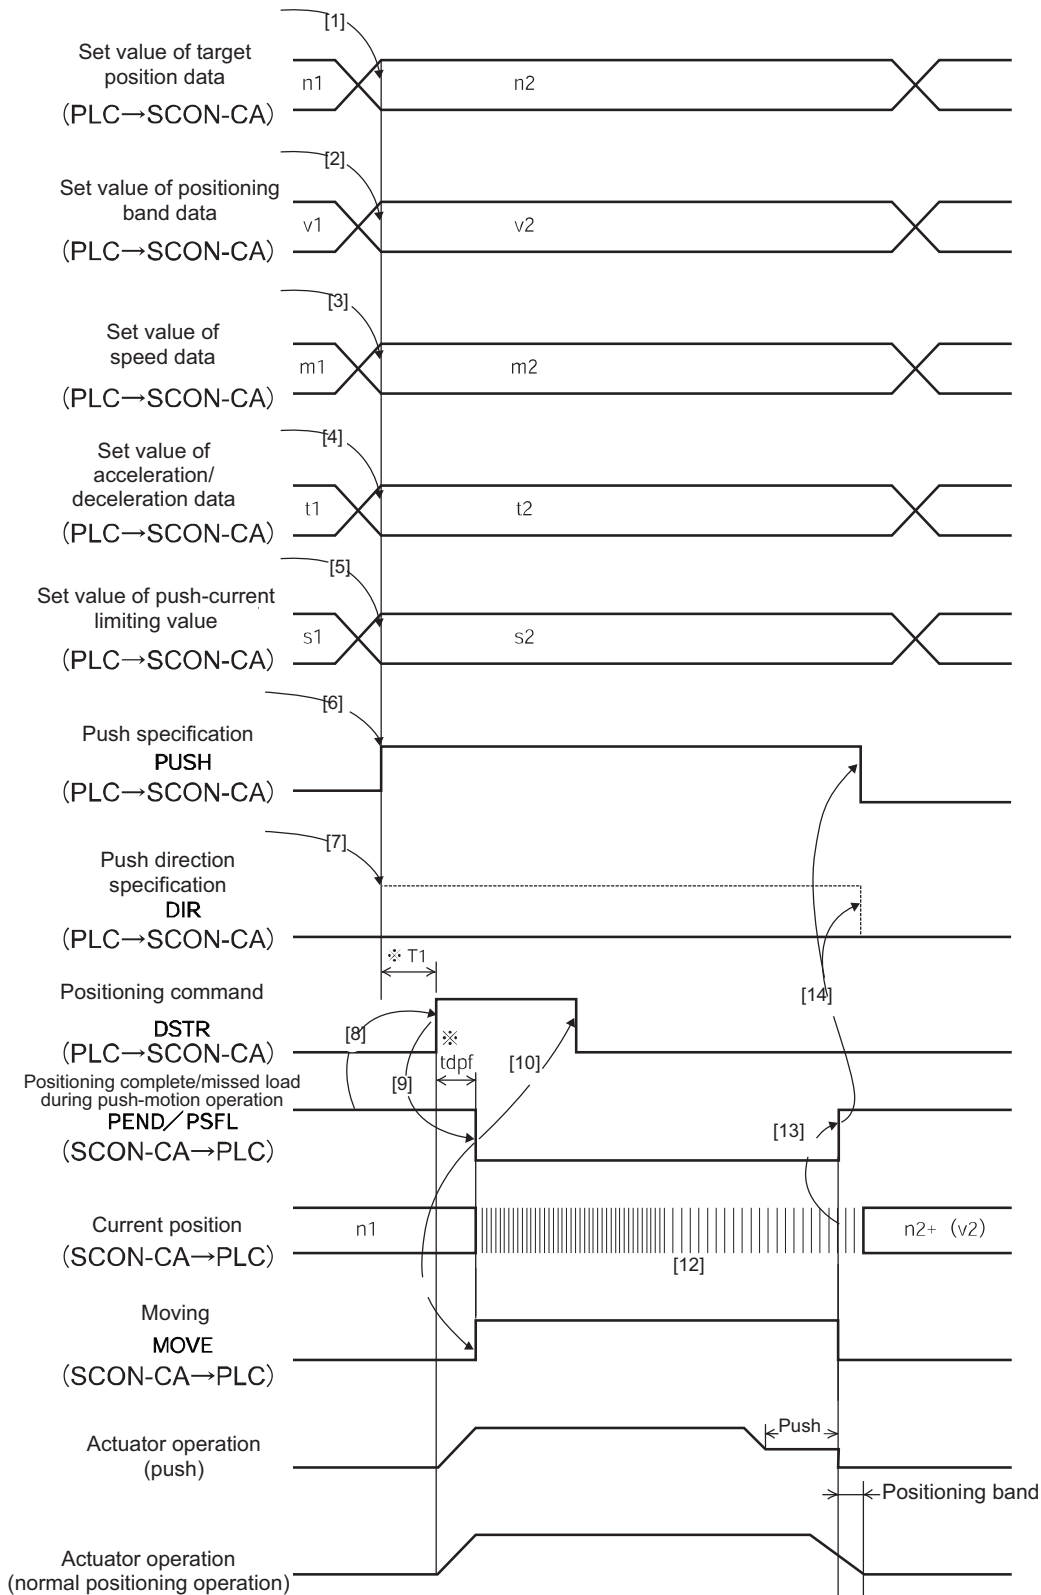 [1]
Set value of target
position data
(PLC→SCON-CA)
n1
n2
[2]
Set value of positioning
band data
(PLC→SCON-CA)
v1
v2
[3]
Set value of
speed data
(PLC→SCON-CA)
m1
m2
[4]
Set value of
acceleration/
deceleration data
(PLC→SCON-CA)
t1
t2
[5]
Set value of push-current
limiting value
(PLC→SCON-CA)
s1
s2
[6]
Push specification
PUSH
(PLC→SCON-CA)
[7]
Push direction
specification
DIR
(PLC→SCON-CA)
※ T1
[14]
Positioning command
DSTR
(PLC→SCON-CA)
[8]
※
tdpf
[9]
[10]
Positioning complete/missed load
during push-motion operation
PEND／PSFL
(SCON-CA→PLC)
[13]
Current position
(SCON-CA→PLC)
n1
n2+ (v2)
[12]
Moving
MOVE
(SCON-CA→PLC)
Push
Actuator operation
(push)
Positioning band
Actuator operation
(normal positioning operation)